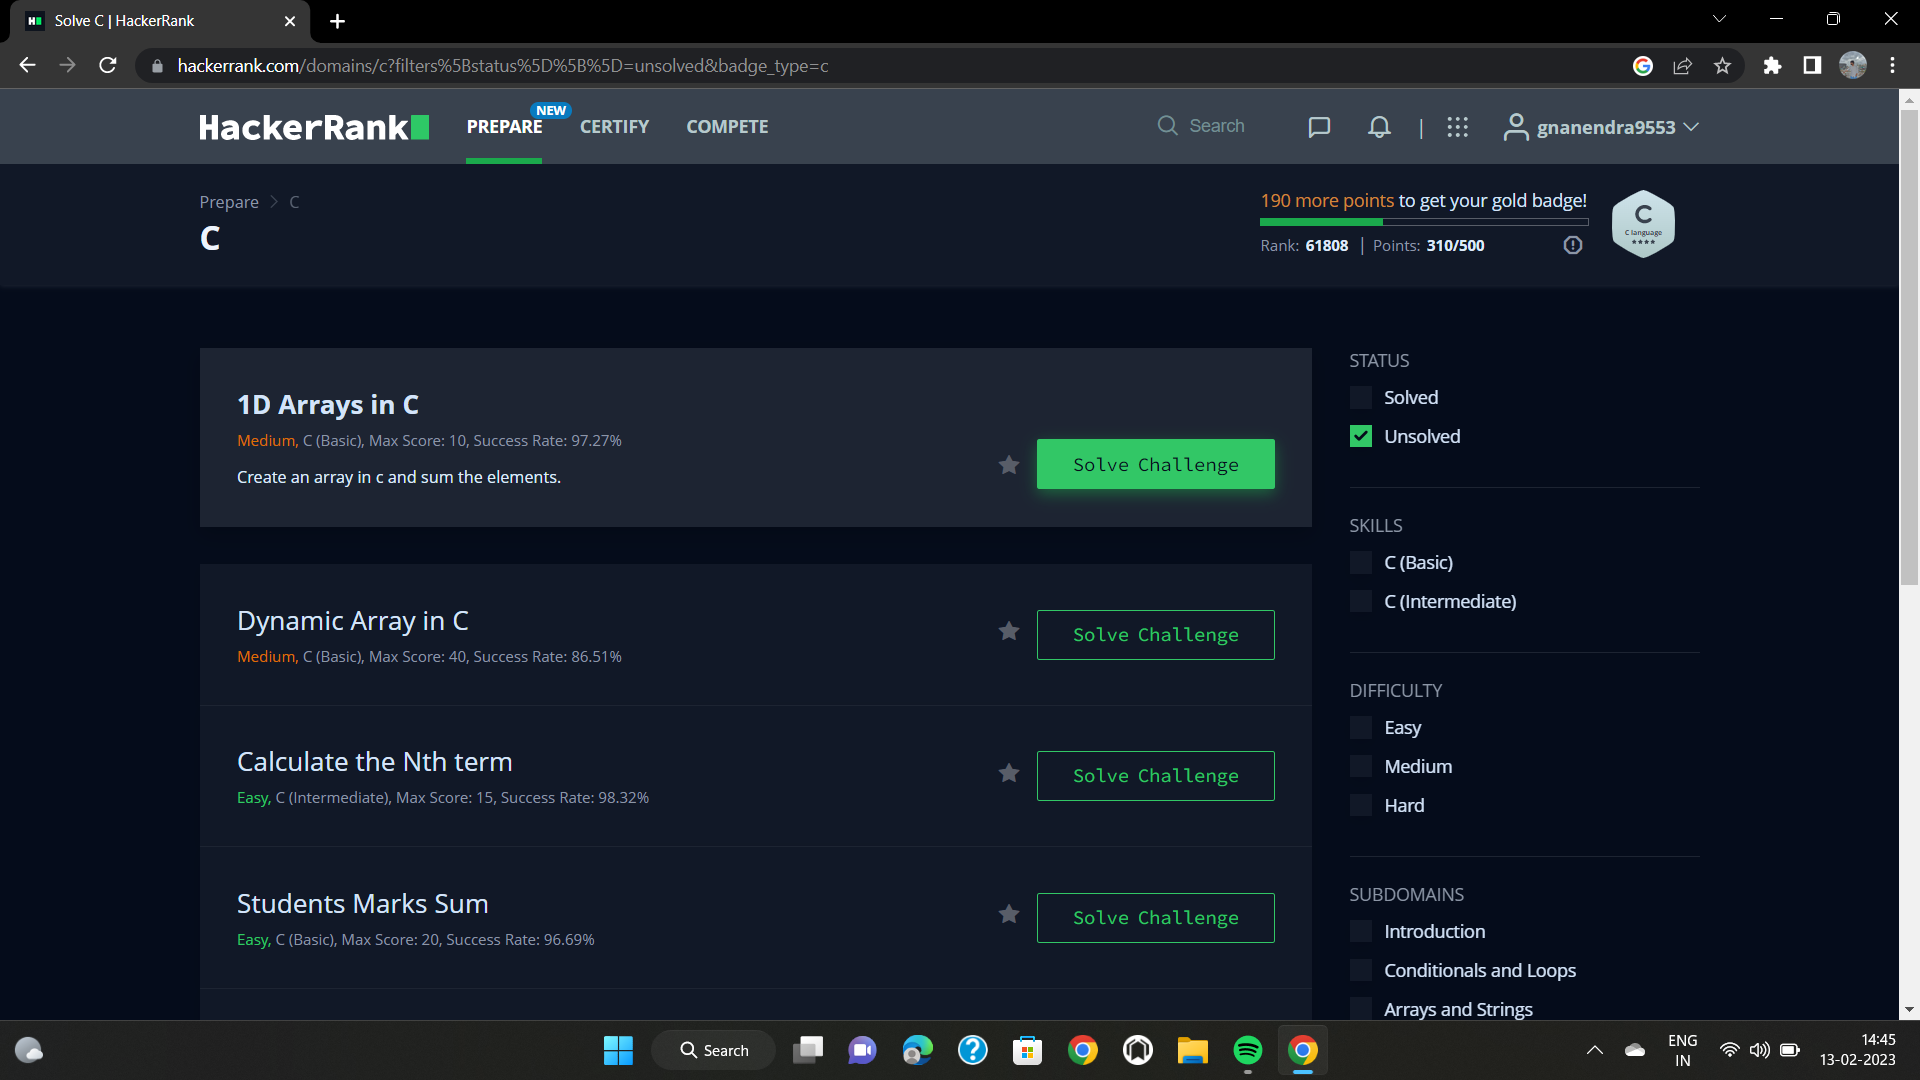 Solve C | HackerRank
hackerrank.com/domains/c?filters%5Bstatus%5D%5B%5D=unsolved&badge_type=c
HackerRank
PREPARE
NEW
CERTIFY
COMPETE
Search
|
gnanendra9553
Prepare > C
C
190 more points to get your gold badge!
Rank: 61808 | Points: 310/500
C
C language
1D Arrays in C
Medium, C (Basic), Max Score: 10, Success Rate: 97.27%
Create an array in c and sum the elements.
Solve Challenge
Dynamic Array in C
Medium, C (Basic), Max Score: 40, Success Rate: 86.51%
Solve Challenge
Calculate the Nth term
Easy, C (Intermediate), Max Score: 15, Success Rate: 98.32%
Solve Challenge
Students Marks Sum
Easy, C (Basic), Max Score: 20, Success Rate: 96.69%
Solve Challenge
STATUS
Solved
Unsolved
SKILLS
C (Basic)
C (Intermediate)
DIFFICULTY
Easy
Medium
Hard
SUBDOMAINS
Introduction
Conditionals and Loops
Arrays and Strings
Search
ENG
IN
14:45
13-02-2023